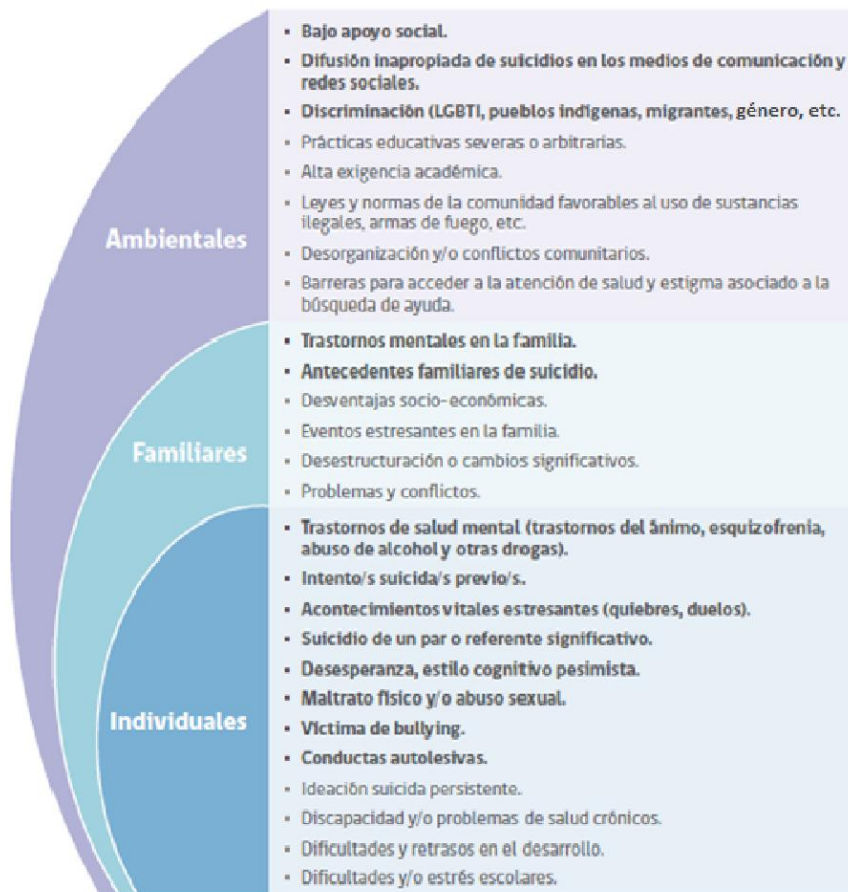 ▪ Bajo apoyo social.
▪ Difusión inapropiada de suicidios en los medios de comunicación y
redes sociales.
▪ Discriminación (LGBTI, pueblos indígenas, migrantes, género, etc.
▪ Prácticas educativas severas o arbitrarias.
▪ Alta exigencia académica.
▪ Leyes y normas de la comunidad favorables al uso de sustancias
ilegales, armas de fuego, etc.
Ambientales
▪ Desorganización y/o conflictos comunitarios.
▪ Barreras para acceder a la atención de salud y estigma asociado a la
búsqueda de ayuda.
▪ Trastornos mentales en la familia.
▪ Antecedentes familiares de suicidio.
▪ Desventajas socio-económicas.
▪ Eventos estresantes en la familia.
Familiares
▪ Desestructuración o cambios significativos.
▪ Problemas y conflictos.
▪ Trastornos de salud mental (trastornos del ánimo, esquizofrenia,
abuso de alcohol y otras drogas).
▪ Intento/s suicida/s previo/s.
▪ Acontecimientos vitales estresantes (quiebres, duelos).
▪ Suicidio de un par o referente significativo.
▪ Desesperanza, estilo cognitivo pesimista.
▪ Maltrato físico y/o abuso sexual.
Individuales
▪ Víctima de bullying.
▪ Conductas autolesivas.
▪ Ideación suicida persistente.
▪ Discapacidad y/o problemas de salud crónicos.
▪ Dificultades y retrasos en el desarrollo.
▪ Dificultades y/o estrés escolares.